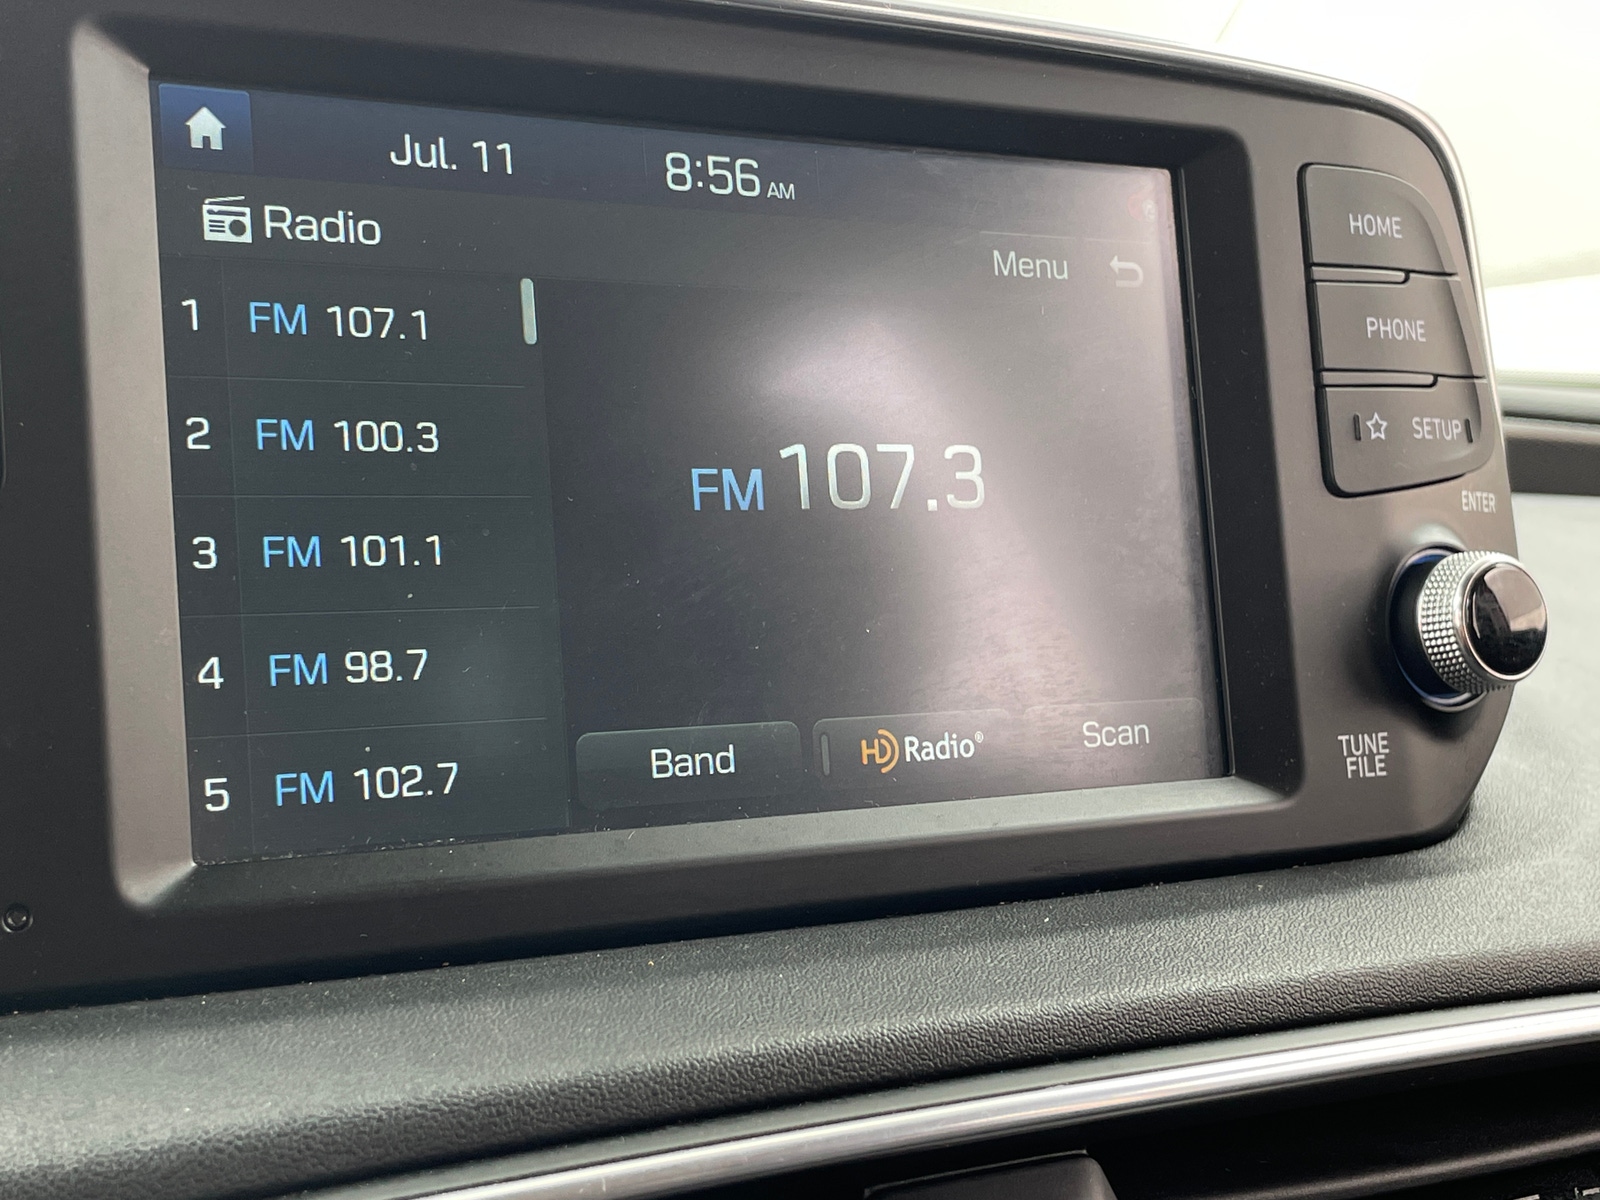 Jul. 11 8:56 AM
Radio
Menu
1 FM 107.1
2 FM 100.3
3 FM 101.1
4 FM 98.7
5 FM 102.7
FM 107.3
Band HD Radio® Scan
HOME
PHONE
☆ SETUP
ENTER
TUNE
FILE